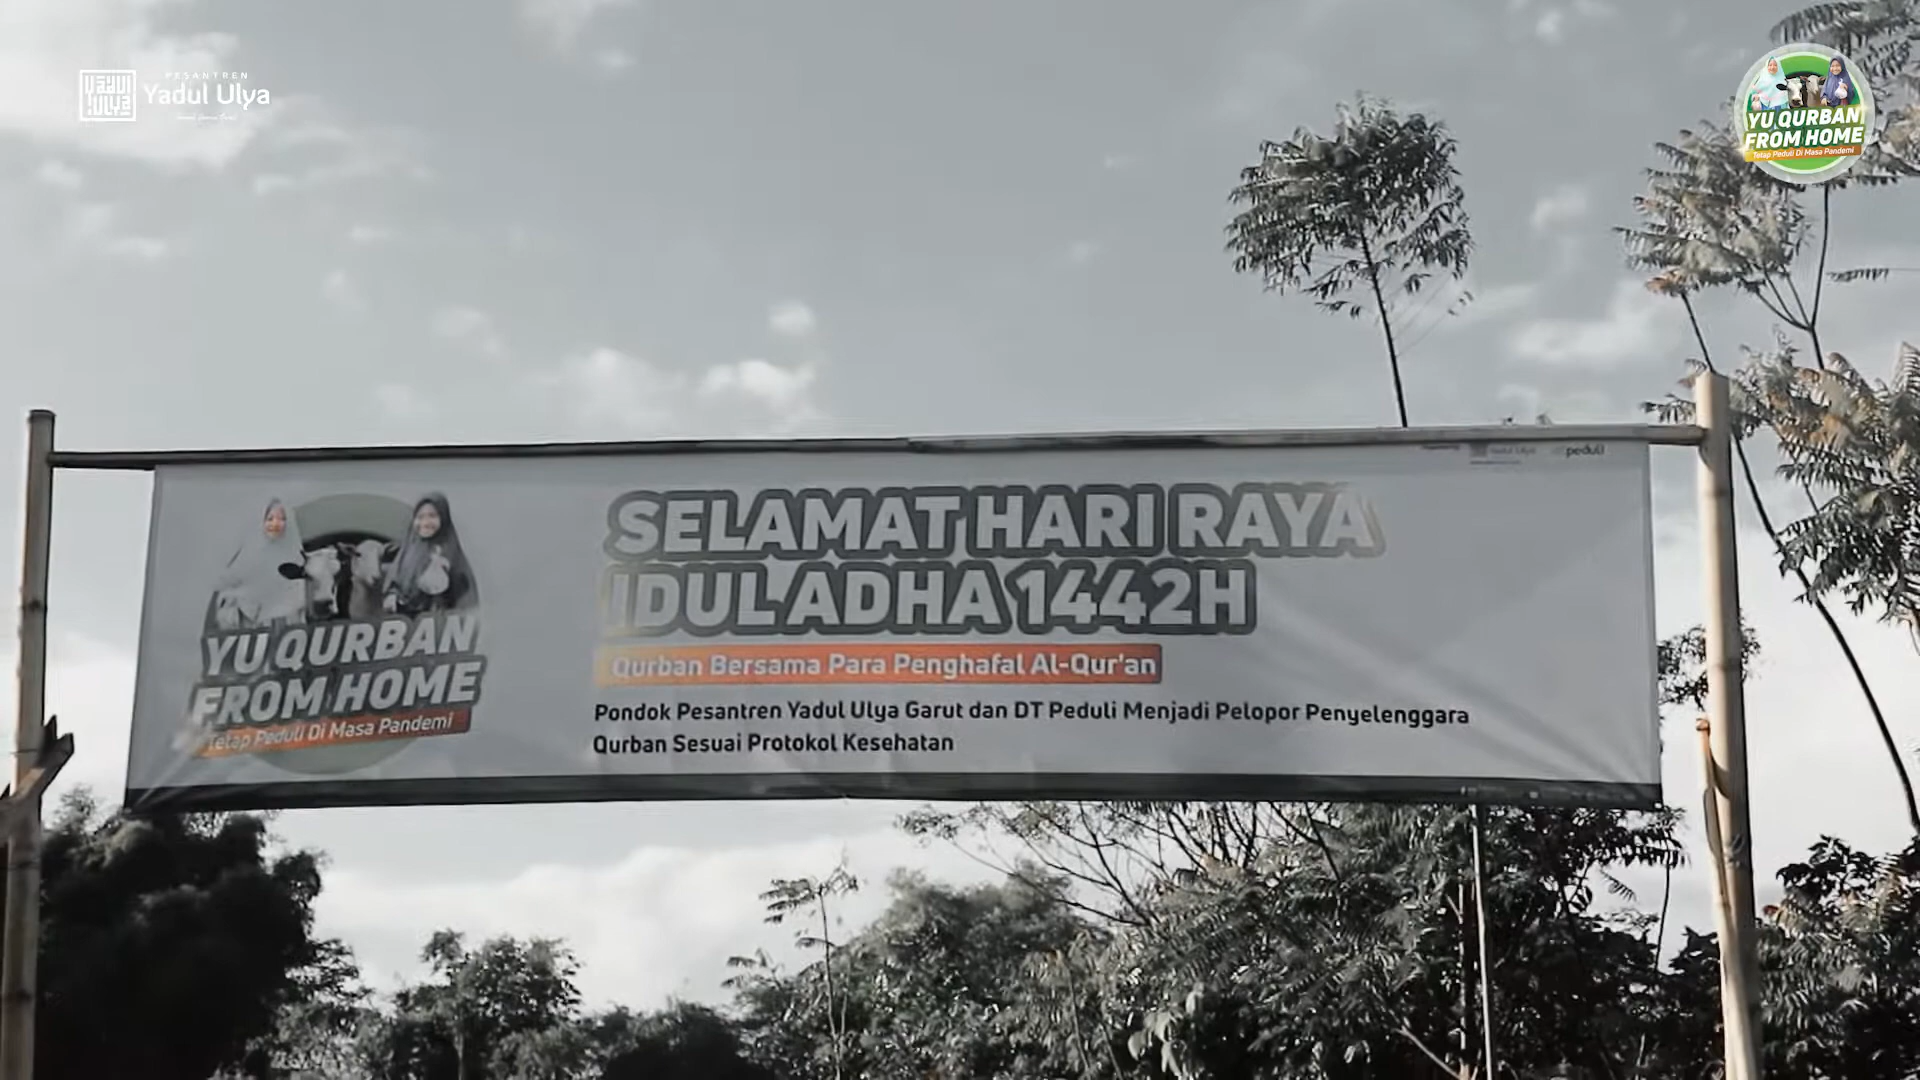 PESANTREN
Yadul Ulya
YU QURBAN
FROM HOME
Tetap Peduli Di Masa Pandemi
Yadul Ulya
peduli
SELAMAT HARI RAYA
IDUL ADHA 1442H
Qurban Bersama Para Penghafal Al-Qur'an
Pondok Pesantren Yadul Ulya Garut dan DT Peduli Menjadi Pelopor Penyelenggara
Qurban Sesuai Protokol Kesehatan
YU QURBAN
FROM HOME
Tetap Peduli Di Masa Pandemi